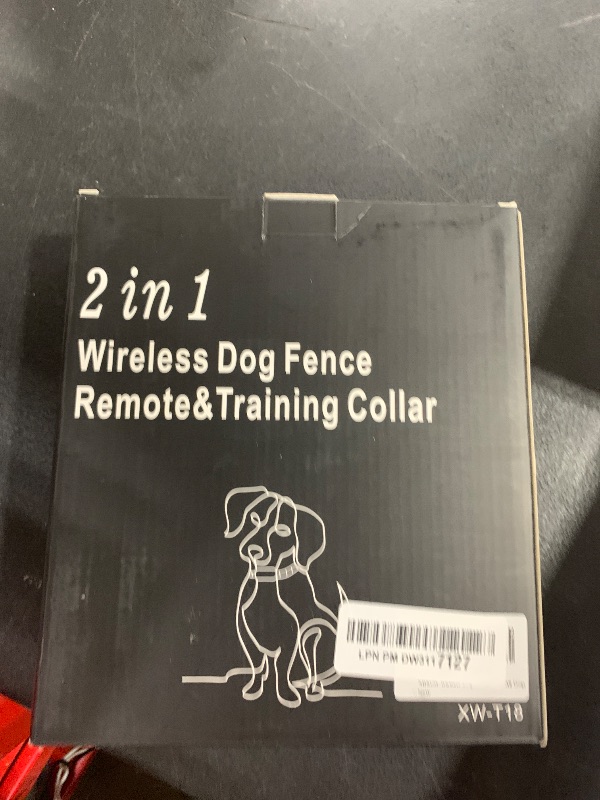 2 in 1
Wireless Dog Fence
Remote&Training Collar
LPN PM DW3117127
XW-T18